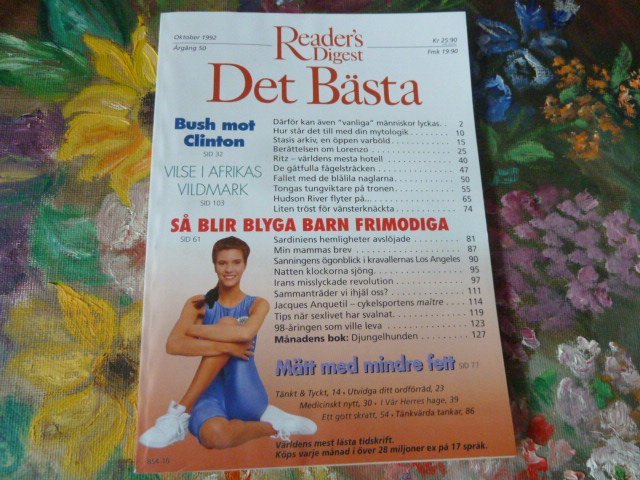 Oktober 1992
Årgång 50
Reader's
Digest
Kr 25:90
Fmk 19:90
Det Bästa
Bush mot
Clinton
SID 32
VILSE I AFRIKAS
VILDMARK
SID 103
Därför kan även "vanliga" människor lyckas. . 2
Hur står det till med din mytologik . . . . . . . . 10
Stasis arkiv, en öppen varböld . . . . . . . . . . 15
Berättelsen om Lorenzo . . . . . . . . . . . . . . 25
Ritz – världens mesta hotell . . . . . . . . . . . 40
De gåtfulla fågelsträcken . . . . . . . . . . . . . 47
Fallet med de blålila naglarna . . . . . . . . . . . 50
Tongas tungviktare på tronen . . . . . . . . . . . 55
Hudson River flyter på... . . . . . . . . . . . . . 65
Liten tröst för vänsterknäckta . . . . . . . . . . . 74
SÅ BLIR BLYGA BARN FRIMODIGA
SID 61
Sardiniens hemligheter avslöjade . . . . . . . . 81
Min mammas brev . . . . . . . . . . . . . . . . . 87
Sanningens ögonblick i kravallerna Los Angeles 90
Natten klockorna sjöng. . . . . . . . . . . . . . . 95
Irans misslyckade revolution . . . . . . . . . . . 97
Sammanträder vi ihjäl oss? . . . . . . . . . . . . 111
Jacques Anquetil – cykelsportens maître . . . . 114
Tips när sexlivet har svalnat. . . . . . . . . . . . 119
98-åringen som ville leva . . . . . . . . . . . . . 123
Månadens bok: Djungelhunden . . . . . . . . . . 127
Mätt med mindre fett SID 77
Tänkt & Tyckt, 14 • Utvidga ditt ordförråd, 23
Medicinskt nytt, 30 • I Vår Herres hage, 39
Ett gott skratt, 54 • Tänkvärda tankar, 86
Världens mest lästa tidskrift.
Köps varje månad i över 28 miljoner ex på 17 språk.